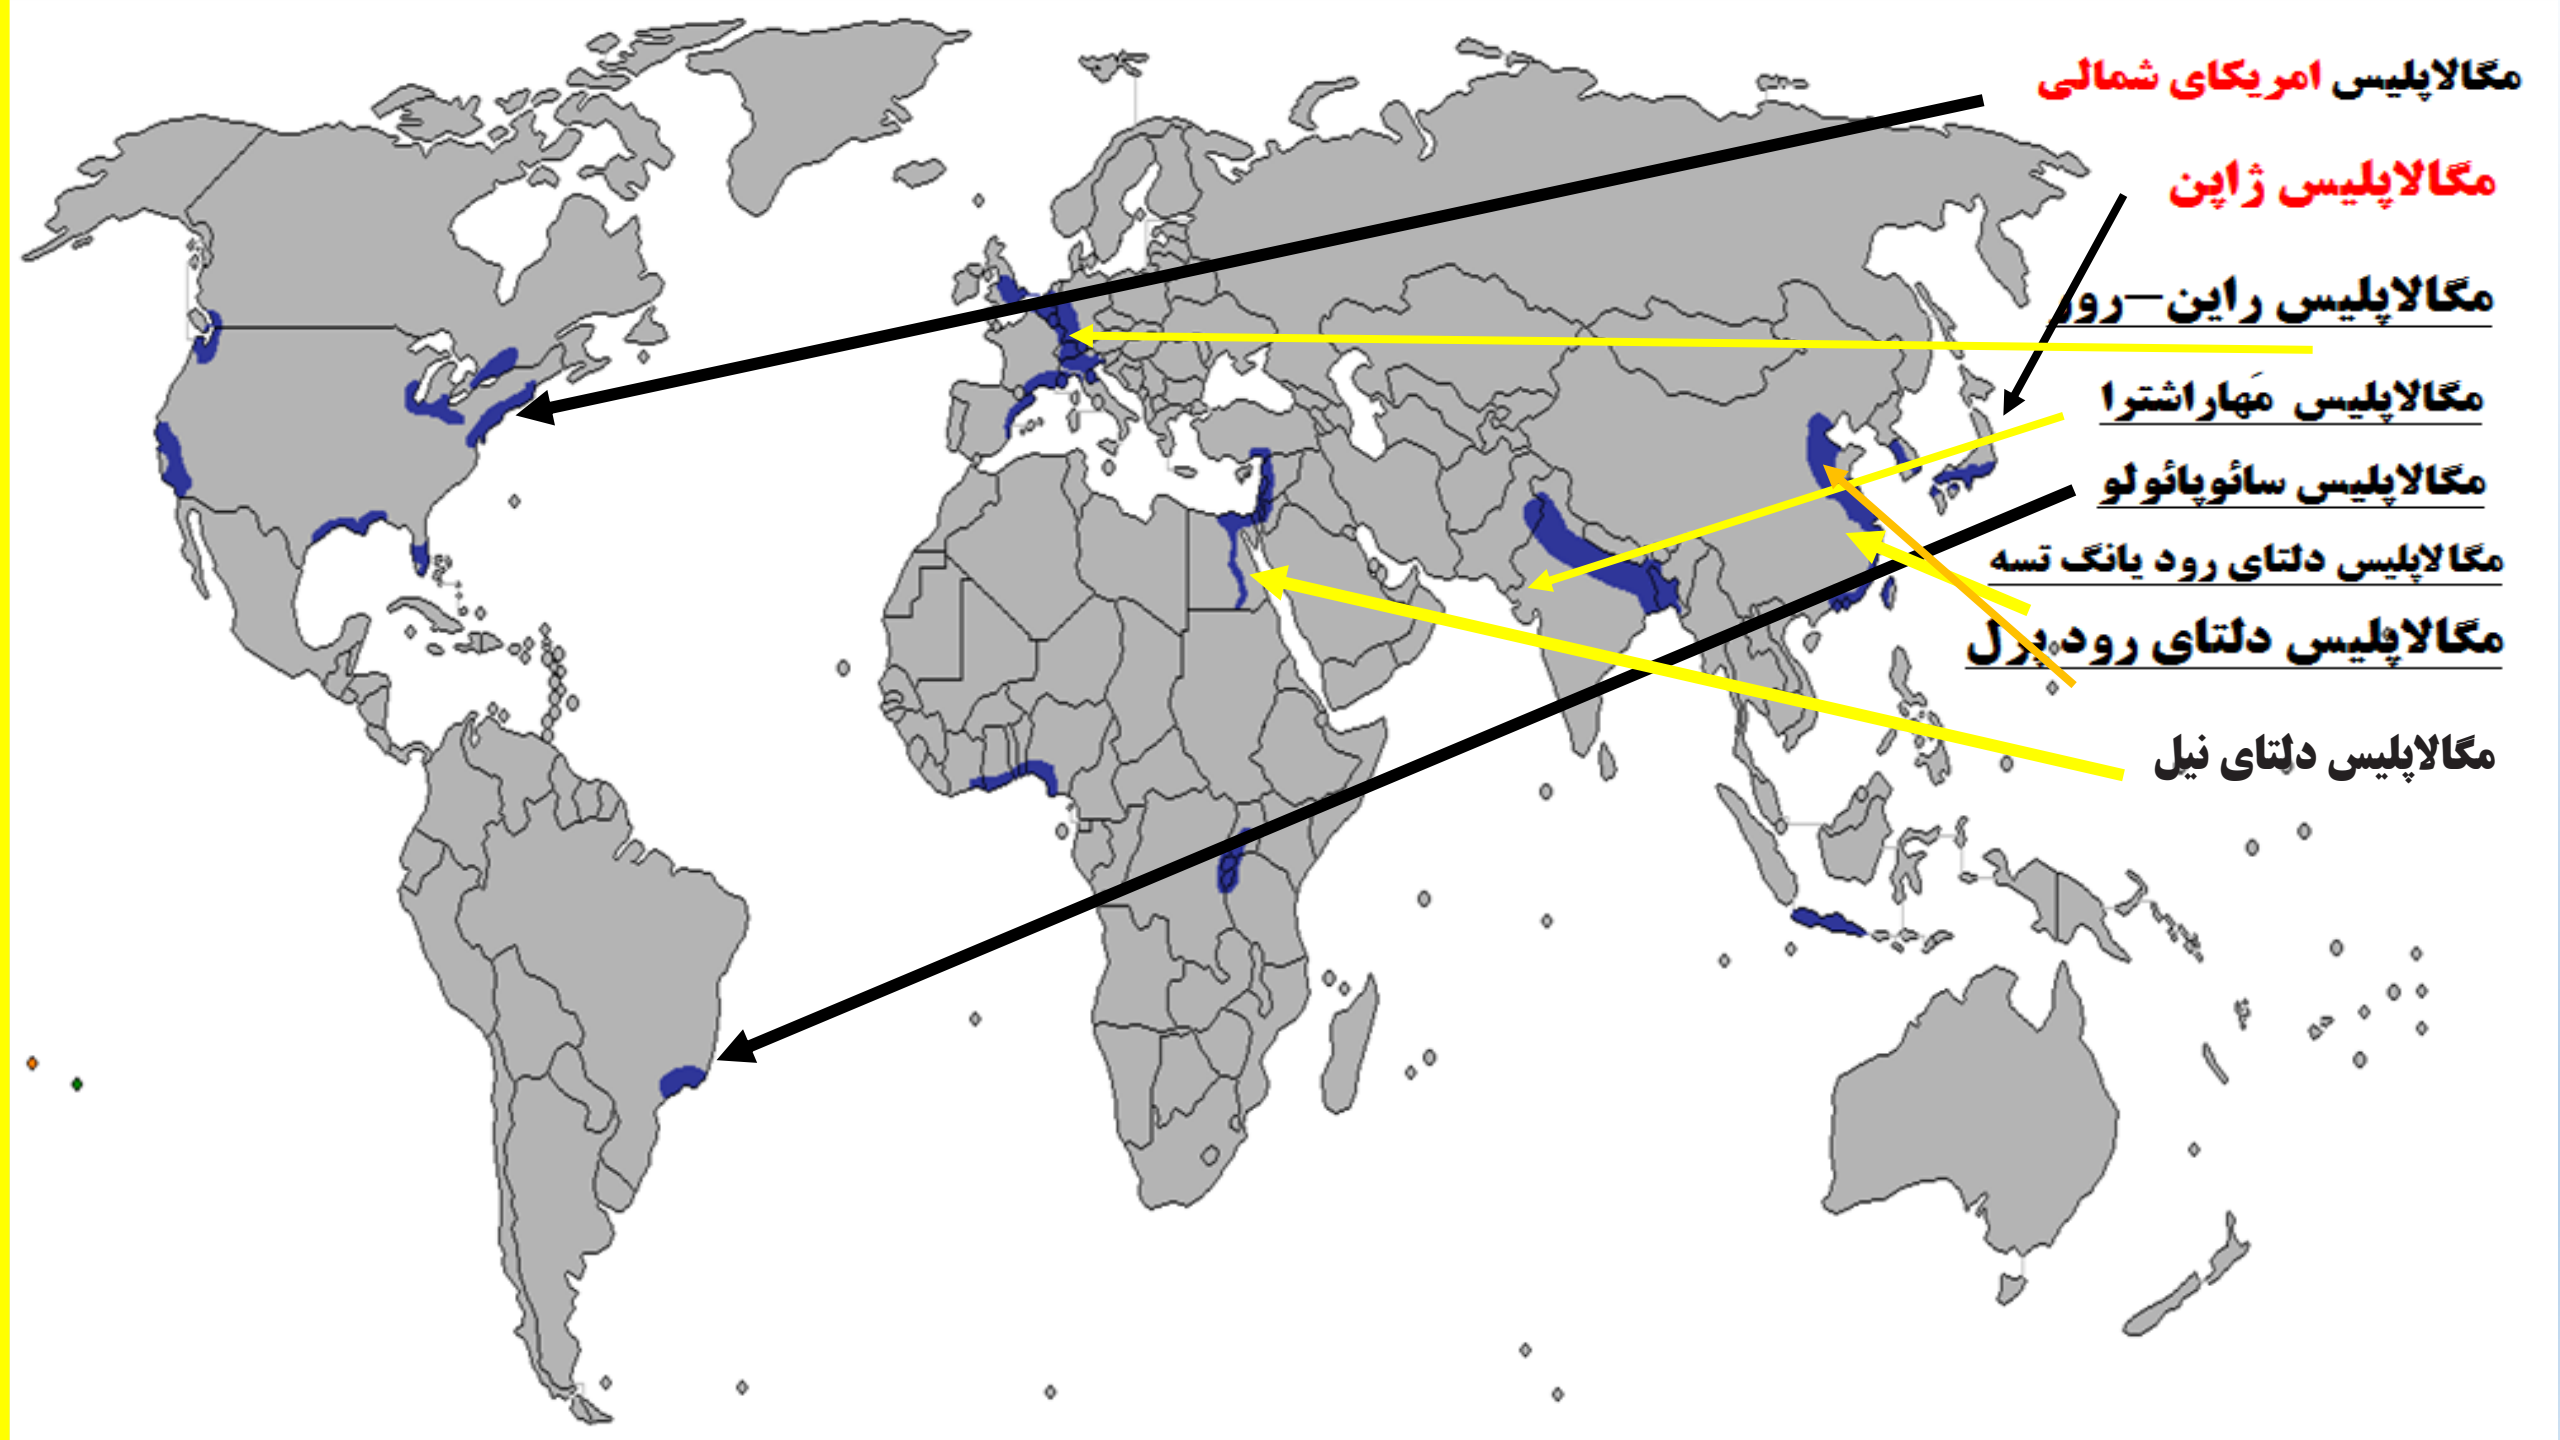 مگالاپلیس امریکای شمالی
مگالاپلیس ژاپن
مگالاپلیس راین–رور
مگالاپلیس مَهاراشترا
مگالاپلیس سائوپائولو
مگالاپلیس دلتای رود یانگ تسه
مگالاپلیس دلتای رود پرل
مگالاپلیس دلتای نیل